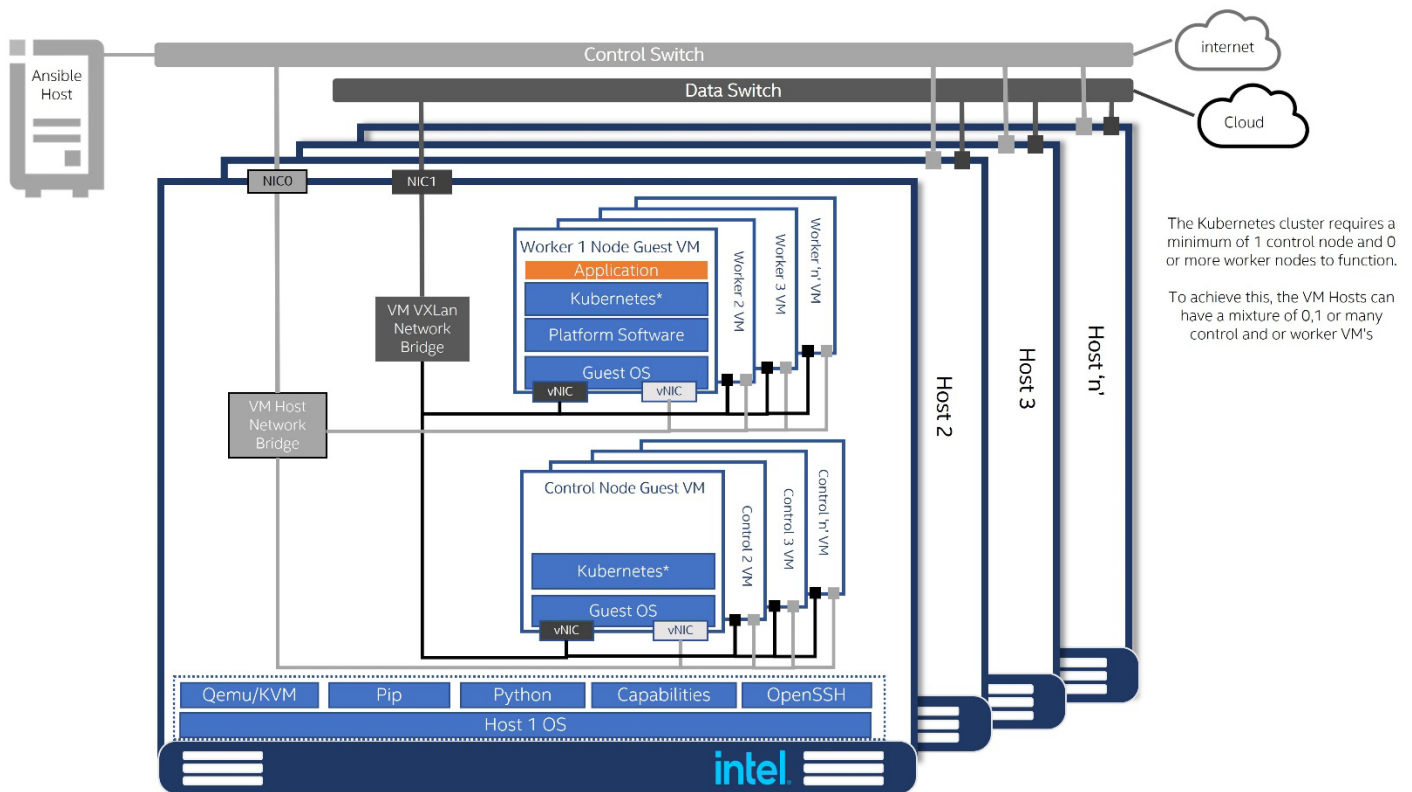 Ansible
Host
Control Switch
internet
Data Switch
Cloud
NIC0
NIC1
Worker 1 Node Guest VM
Application
Kubernetes*
Platform Software
Guest OS
vNIC
vNIC
Worker 2 VM
Worker 3 VM
Worker 'n' VM
VM VXLan
Network
Bridge
VM Host
Network
Bridge
Control Node Guest VM
Kubernetes*
Guest OS
vNIC
vNIC
Control 2 VM
Control 3 VM
Control 'n' VM
Host 2
Host 3
Host 'n'
The Kubernetes cluster requires a
minimum of 1 control node and 0
or more worker nodes to function.
To achieve this, the VM Hosts can
have a mixture of 0,1 or many
control and or worker VM's
Qemu/KVM
Pip
Python
Capabilities
OpenSSH
Host 1 OS
intel.